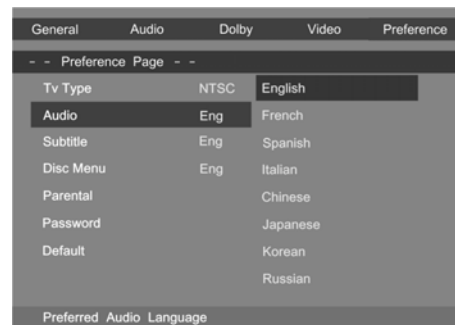 General Audio Dolby Video Preference
- - Preference Page - -
Tv Type NTSC English
Audio Eng French
Subtitle Eng Spanish
Disc Menu Eng Italian
Parental Chinese
Password Japanese
Default Korean
Russian
Preferred Audio Language